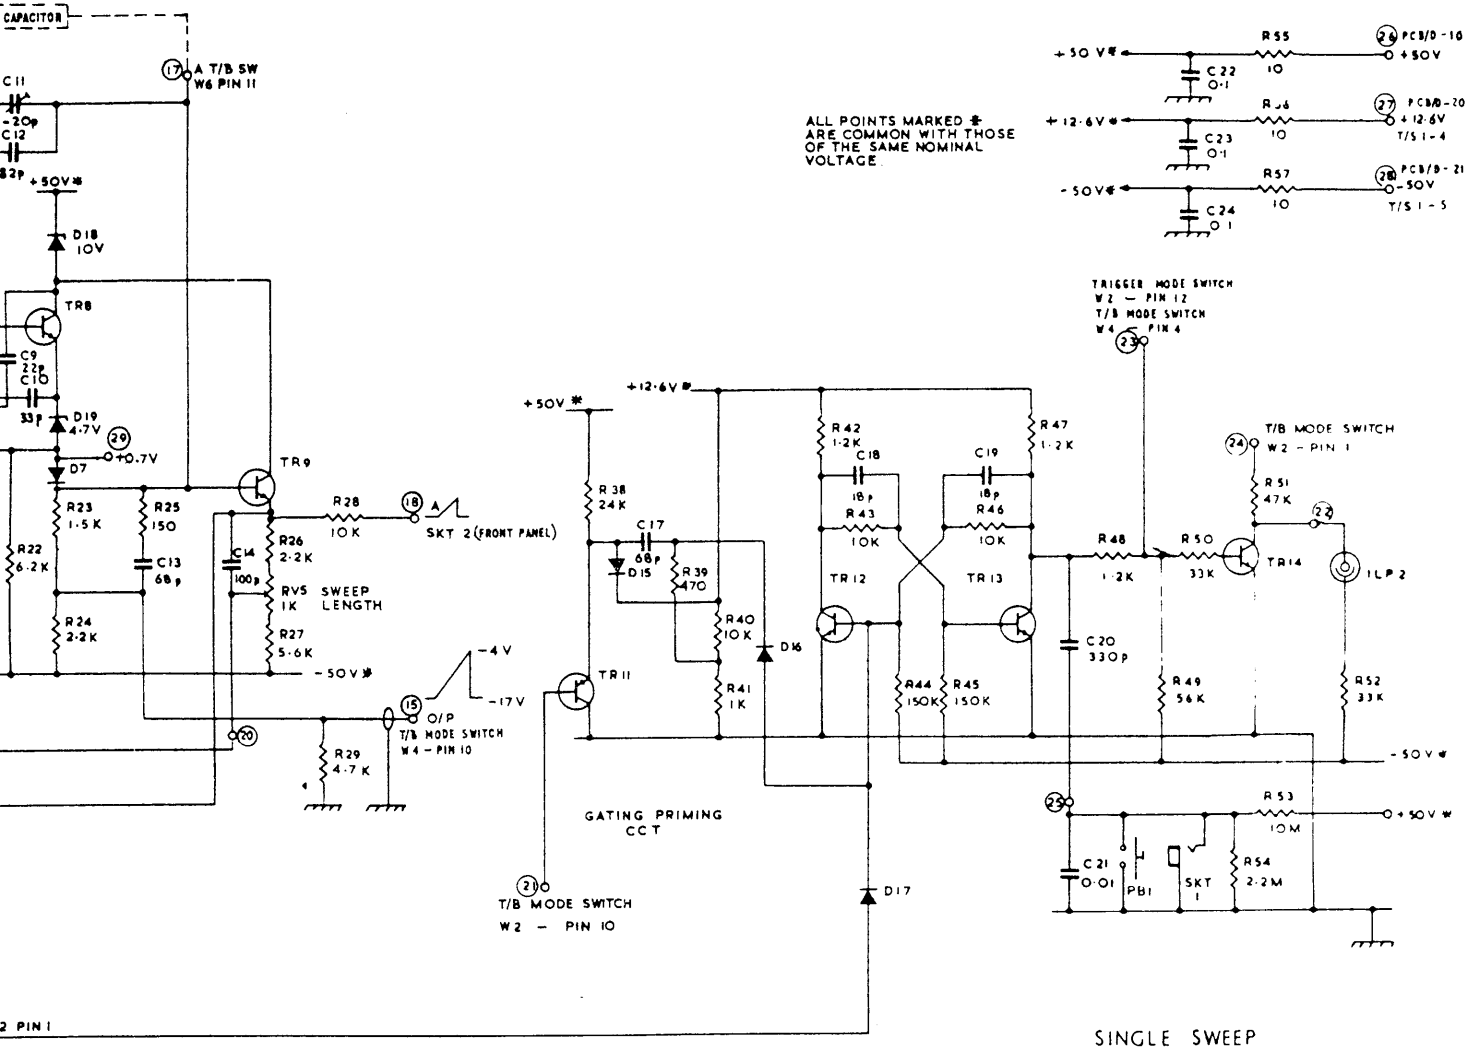 CAPACITOR
17
A T/B SW
W6 PIN 11
C11
-20p
C12
82p
+50V*
D18
10V
TR8
C9
22p
C10
33p
D19
4.7V
29
+0.7V
D7
TR9
R23
1.5K
R25
150
R22
6.2K
C13
68p
C14
100p
R24
2.2K
R26
2.2K
RV5 SWEEP
1K LENGTH
R27
5.6K
-50V*
R28
10K
18
A
SKT 2 (FRONT PANEL)
-4V
-17V
15
O/P
T/B MODE SWITCH
W4-PIN 10
20
R29
4.7K
2 PIN 1
ALL POINTS MARKED *
ARE COMMON WITH THOSE
OF THE SAME NOMINAL
VOLTAGE.
+50V*
R55
10
C22
0.1
26
PCB/D-10
+50V
+12.6V*
R56
10
C23
0.1
27
PCB/D-20
+12.6V
T/S 1-4
-50V*
R57
10
C24
0.1
28
PCB/D-21
-50V
T/S 1-5
TRIGGER MODE SWITCH
W2 - PIN 12
T/B MODE SWITCH
W4 - PIN 4
23
+50V*
+12.6V*
R38
24K
C17
68p
D15
R39
470
R40
10K
R41
1K
D16
TR11
21
T/B MODE SWITCH
W2 - PIN 10
GATING PRIMING
CCT
R42
1.2K
C18
18p
R43
10K
C19
18p
R46
10K
R47
1.2K
TR12
TR13
R44
150K
R45
150K
D17
R48
1.2K
R50
33K
TR14
24
T/B MODE SWITCH
W2 - PIN 1
R51
47K
22
ILP2
R52
33K
C20
330p
R49
56K
-50V*
25
R53
10M
+50V*
C21
0.01
PB1
SKT
1
R54
2.2M
SINGLE SWEEP